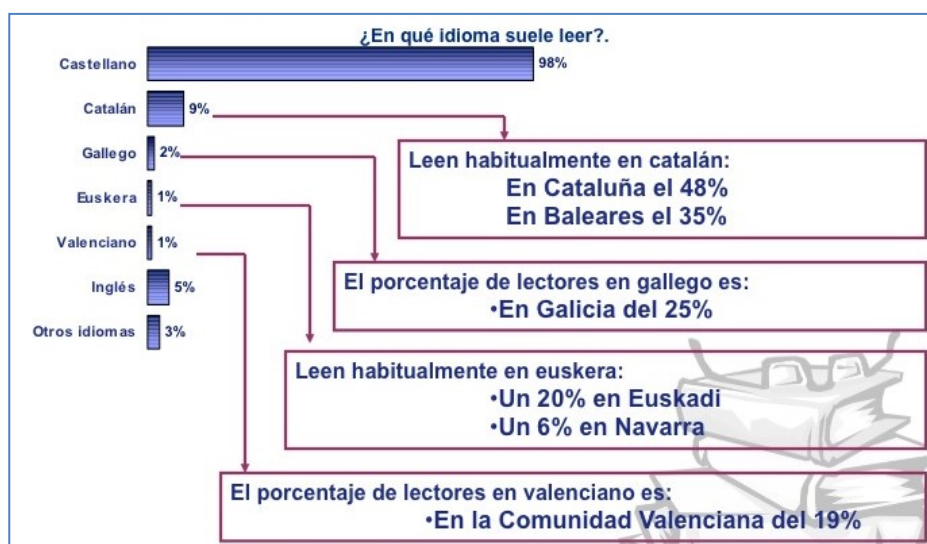 ¿En qué idioma suele leer?.
Castellano 98%
Catalán 9%
Gallego 2%
Euskera 1%
Valenciano 1%
Inglés 5%
Otros idiomas 3%
Leen habitualmente en catalán:
En Cataluña el 48%
En Baleares el 35%
El porcentaje de lectores en gallego es:
•En Galicia del 25%
Leen habitualmente en euskera:
•Un 20% en Euskadi
•Un 6% en Navarra
El porcentaje de lectores en valenciano es:
•En la Comunidad Valenciana del 19%